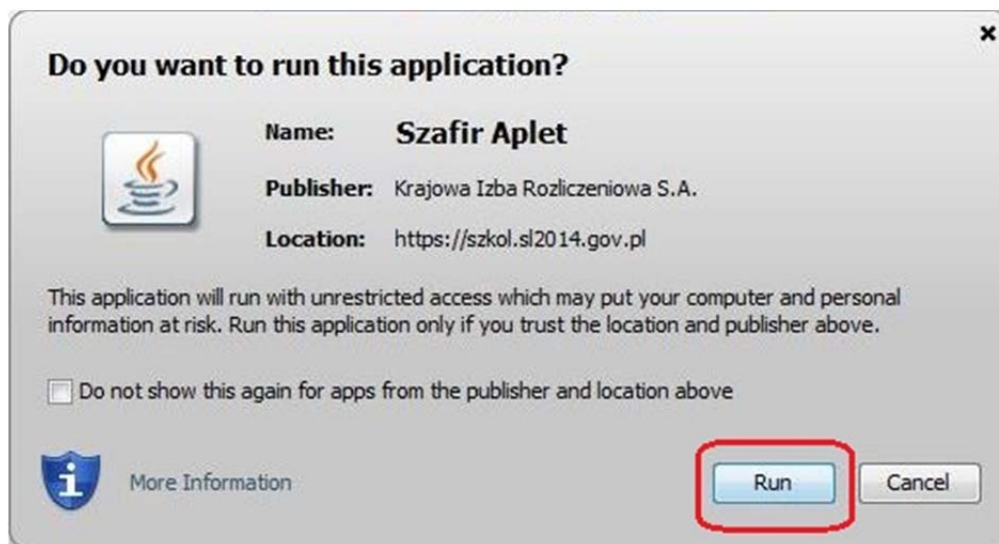 Do you want to run this application?
Name: Szafir Aplet
Publisher: Krajowa Izba Rozliczeniowa S.A.
Location: https://szkol.sl2014.gov.pl
This application will run with unrestricted access which may put your computer and personal
information at risk. Run this application only if you trust the location and publisher above.
Do not show this again for apps from the publisher and location above
More Information
Run
Cancel